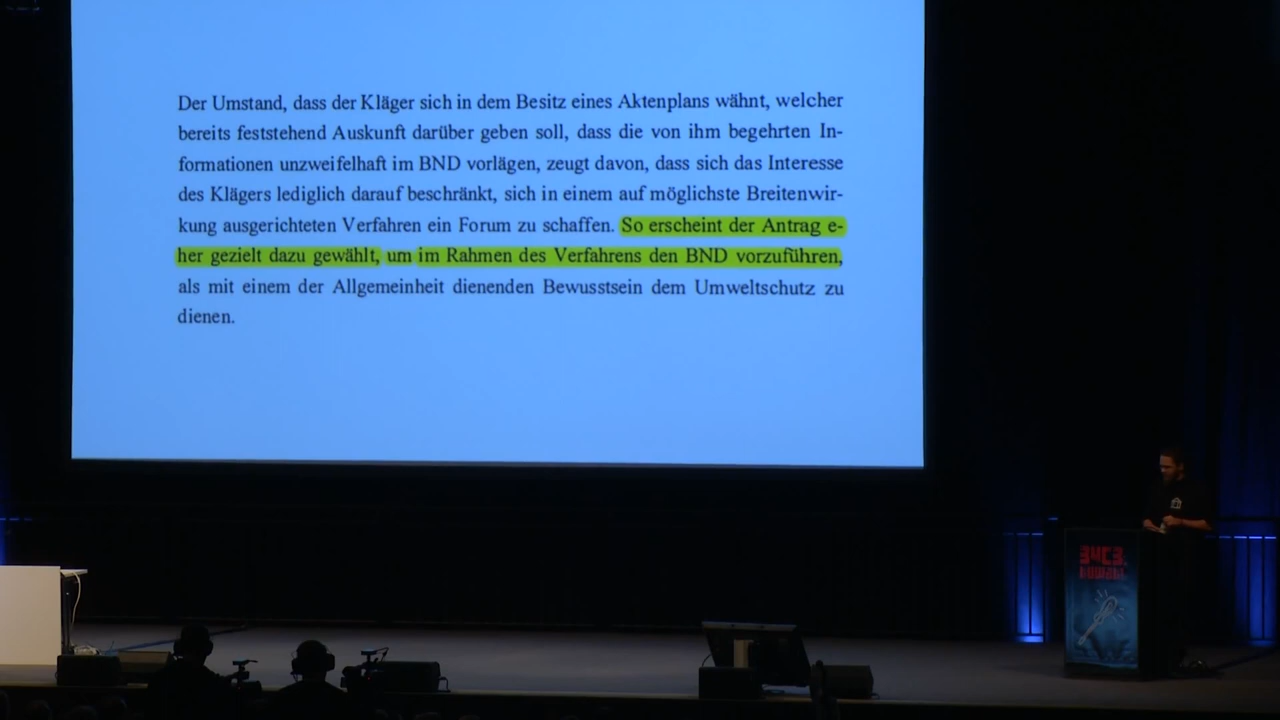 Der Umstand, dass der Kläger sich in dem Besitz eines Aktenplans wähnt, welcher
bereits feststehend Auskunft darüber geben soll, dass die von ihm begehrten In-
formationen unzweifelhaft im BND vorlägen, zeugt davon, dass sich das Interesse
des Klägers lediglich darauf beschränkt, sich in einem auf möglichste Breitenwir-
kung ausgerichteten Verfahren ein Forum zu schaffen. So erscheint der Antrag e-
her gezielt dazu gewählt, um im Rahmen des Verfahrens den BND vorzuführen,
als mit einem der Allgemeinheit dienenden Bewusstsein dem Umweltschutz zu
dienen.